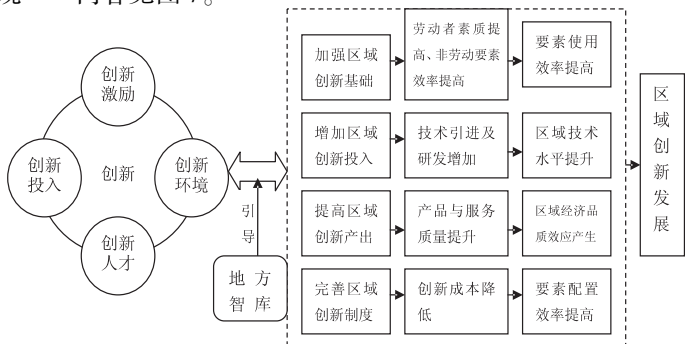 内容见图
创新
激励
创新
投入
创新
创新
环境
创新
人才
引
导
地方
智库
加强区域
创新基础
劳动者素质提
高、非劳动要素
效率提高
要素使用
效率提高
增加区域
创新投入
技术引进及
研发增加
区域技术
水平提升
提高区域
创新产出
产品与服务
质量提升
区域经济品
质效应产生
完善区域
创新制度
创新成本降
低
要素配置
效率提高
区
域
创
新
发
展